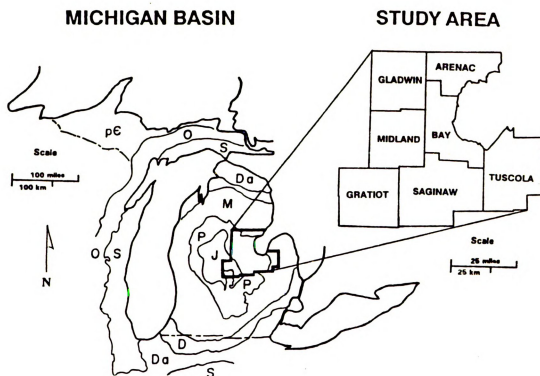 MICHIGAN BASIN
STUDY AREA
pЄ
O
S
Scale
100 miles
100 km
Da
M
P
J
O
S
N
P
D
Da
S
ARENAC
GLADWIN
BAY
MIDLAND
TUSCOLA
GRATIOT
SAGINAW
Scale
25 miles
25 km